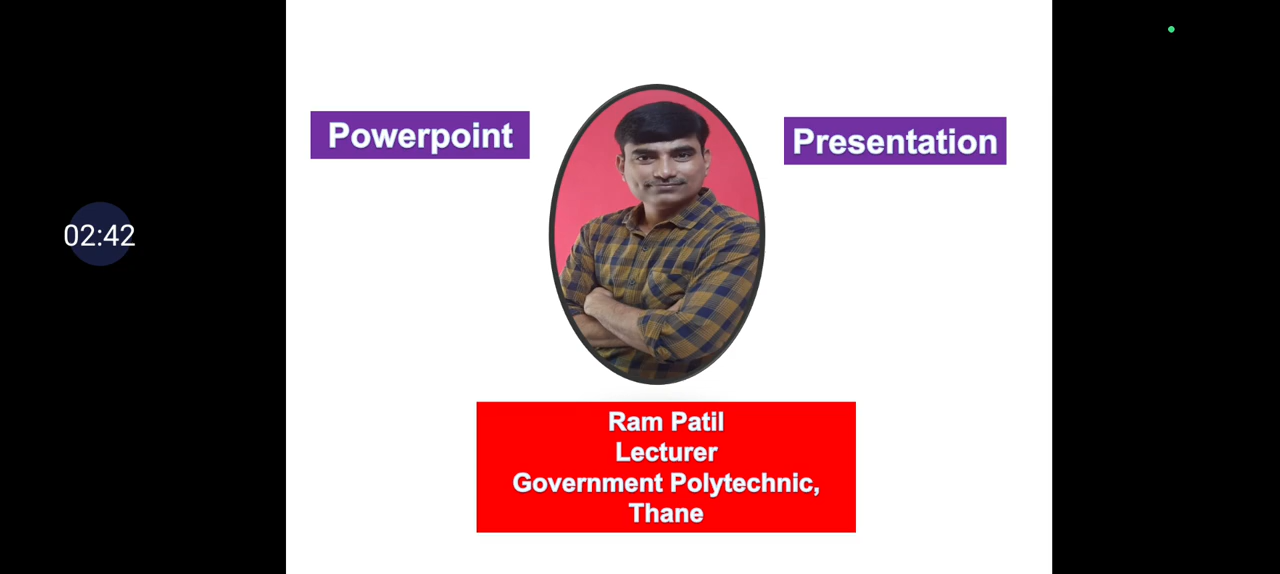 Powerpoint
Presentation
02:42
Ram Patil
Lecturer
Government Polytechnic,
Thane